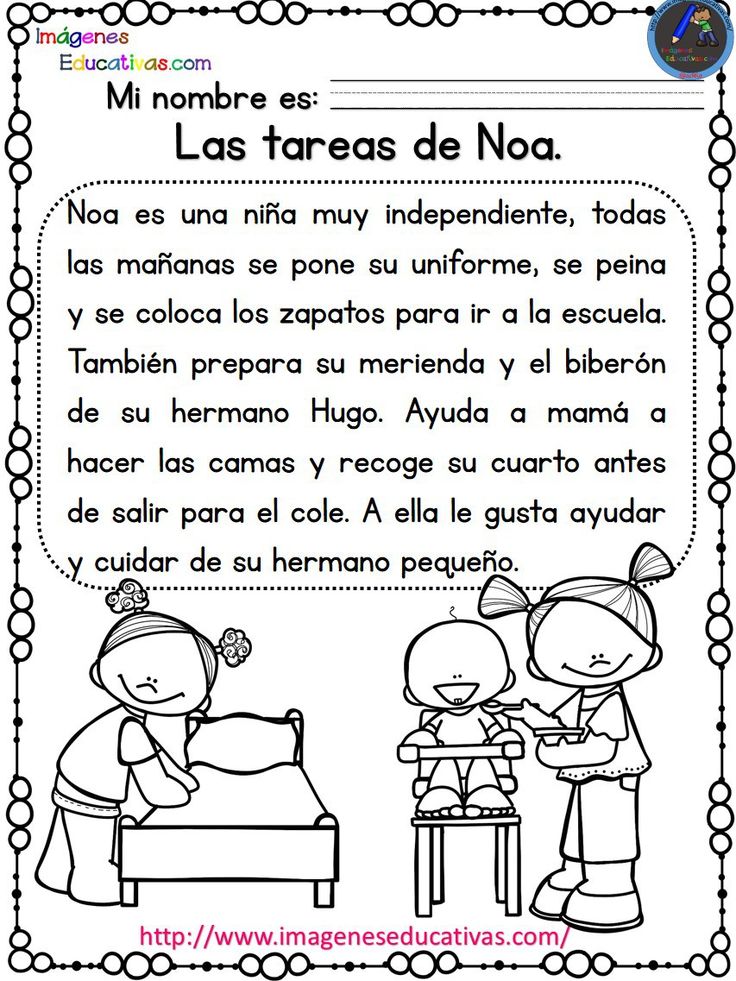 Imágenes
Educativas.com
Imágenes
Educativas.com
Mi nombre es:
Las tareas de Noa.
Noa es una niña muy independiente, todas
las mañanas se pone su uniforme, se peina
y se coloca los zapatos para ir a la escuela.
También prepara su merienda y el biberón
de su hermano Hugo. Ayuda a mamá a
hacer las camas y recoge su cuarto antes
de salir para el cole. A ella le gusta ayudar
y cuidar de su hermano pequeño.
http://www.imageneseducativas.com/